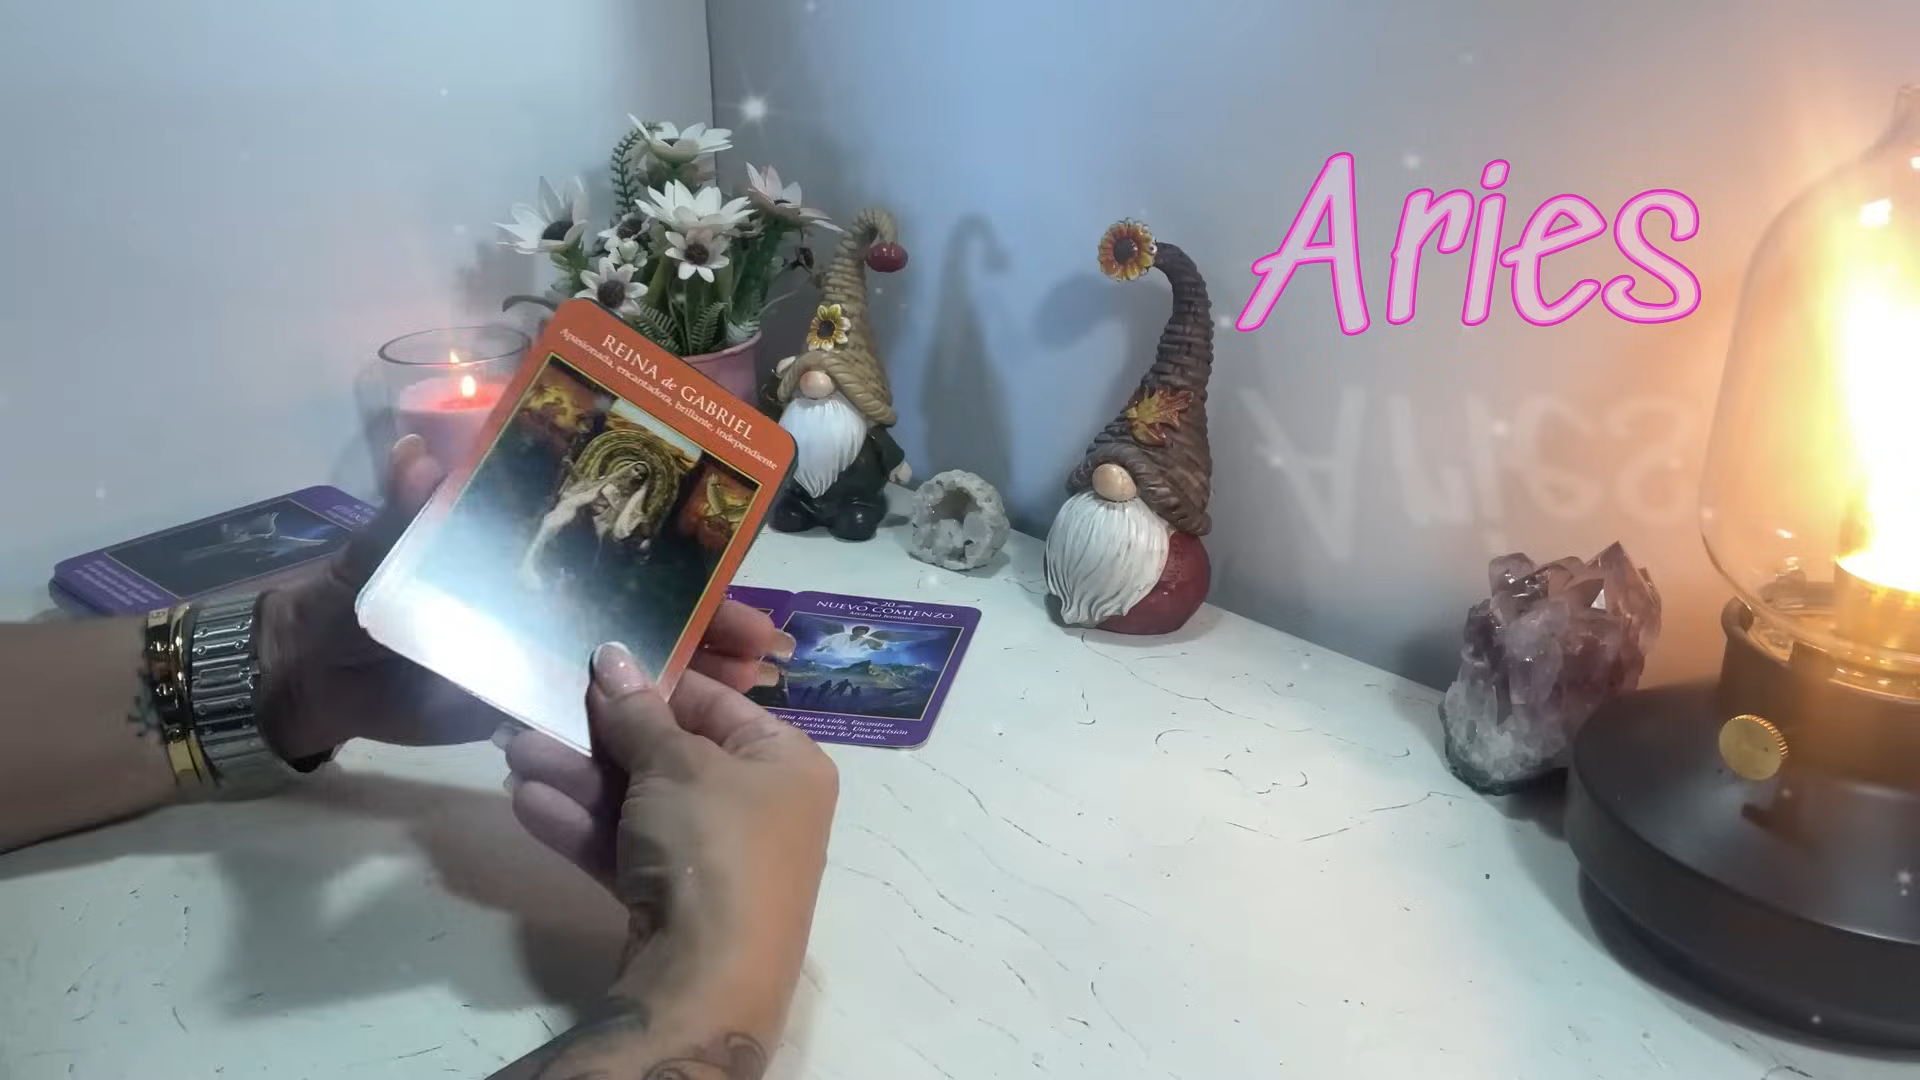 Aries
REINA de GABRIEL
Apasionada, encantadora, brillante, independiente
20
NUEVO COMIENZO
Arcángel Jeremiel
una nueva vida. Encontrar
tu existencia. Una revisión
del pasado.